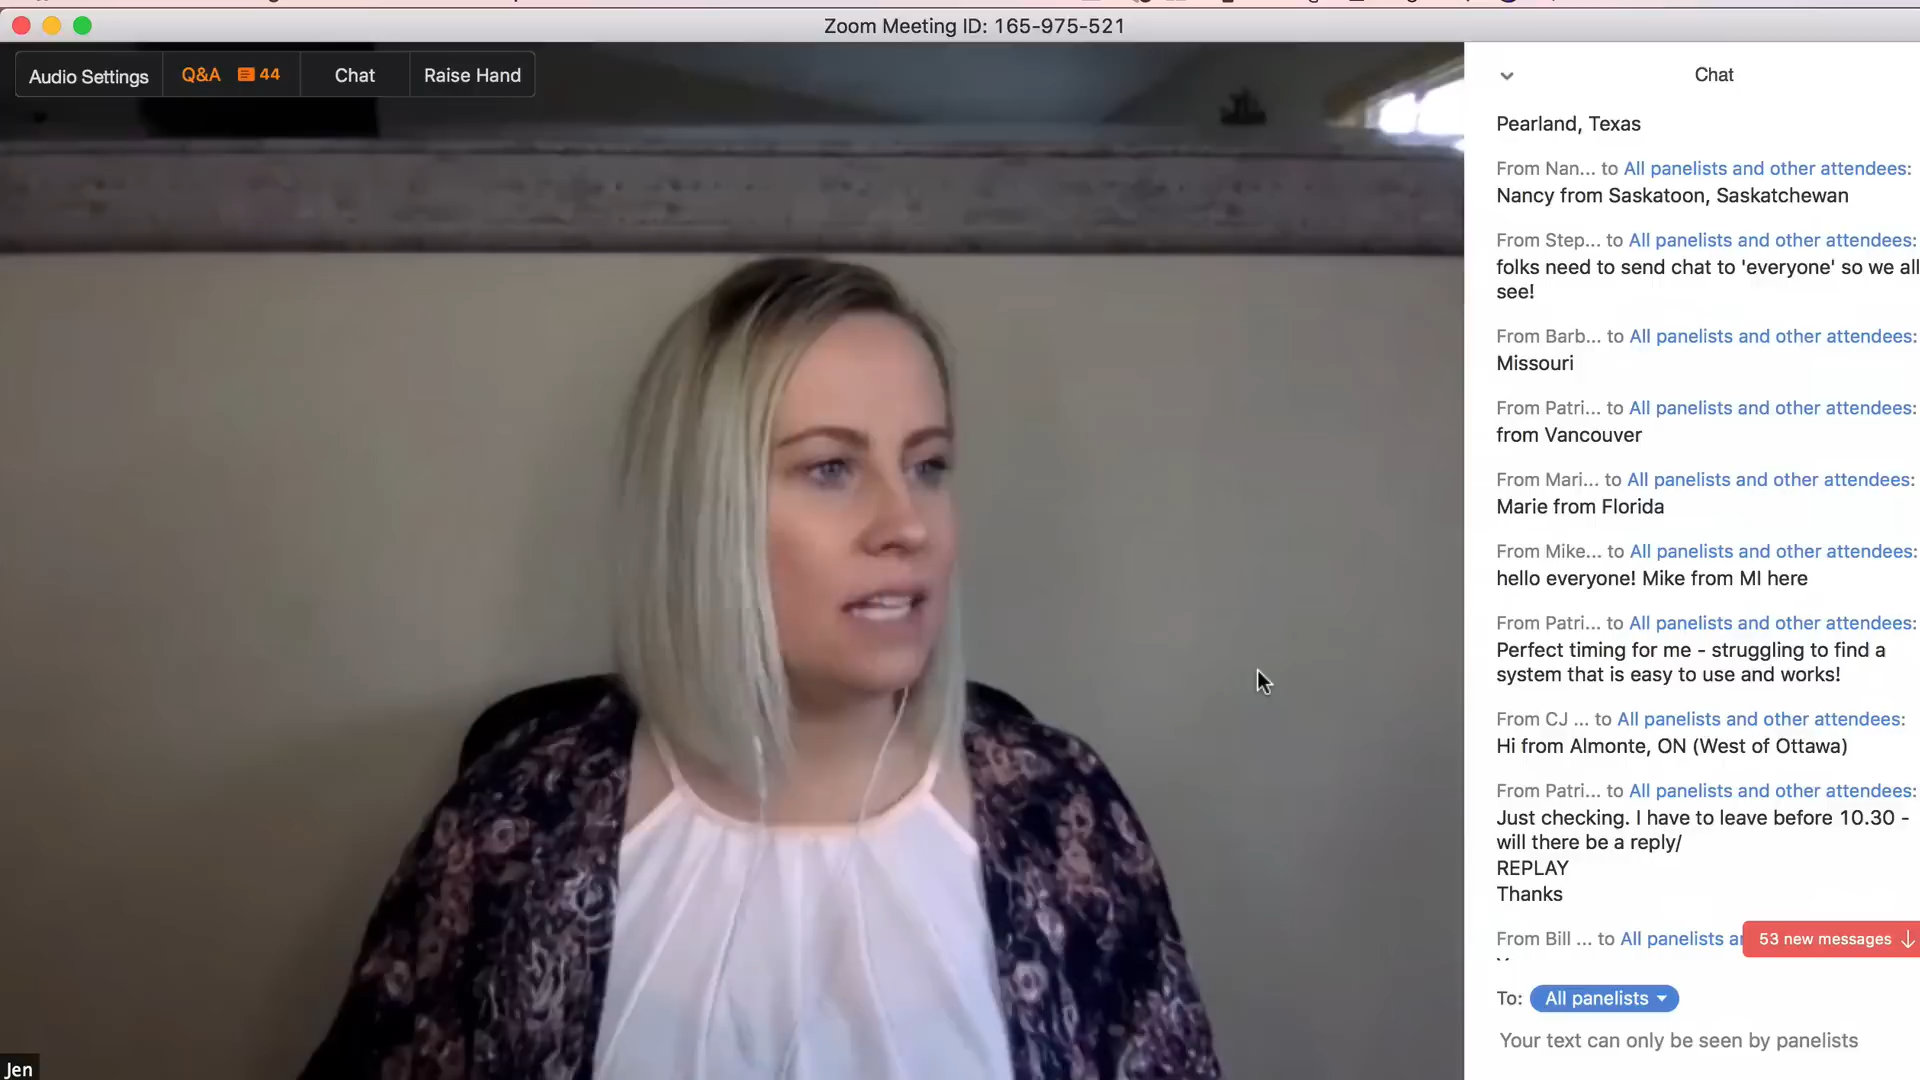 Zoom Meeting ID: 165-975-521
Audio Settings
Q&A 44
Chat
Raise Hand
Chat
Pearland, Texas
From Nan... to All panelists and other attendees:
Nancy from Saskatoon, Saskatchewan
From Step... to All panelists and other attendees:
folks need to send chat to 'everyone' so we all
see!
From Barb... to All panelists and other attendees:
Missouri
From Patri... to All panelists and other attendees:
from Vancouver
From Mari... to All panelists and other attendees:
Marie from Florida
From Mike... to All panelists and other attendees:
hello everyone! Mike from MI here
From Patri... to All panelists and other attendees:
Perfect timing for me - struggling to find a
system that is easy to use and works!
From CJ ... to All panelists and other attendees:
Hi from Almonte, ON (West of Ottawa)
From Patri... to All panelists and other attendees:
Just checking. I have to leave before 10.30 -
will there be a reply/
REPLAY
Thanks
From Bill ... to All panelists
53 new messages
To: All panelists
Your text can only be seen by panelists
Jen